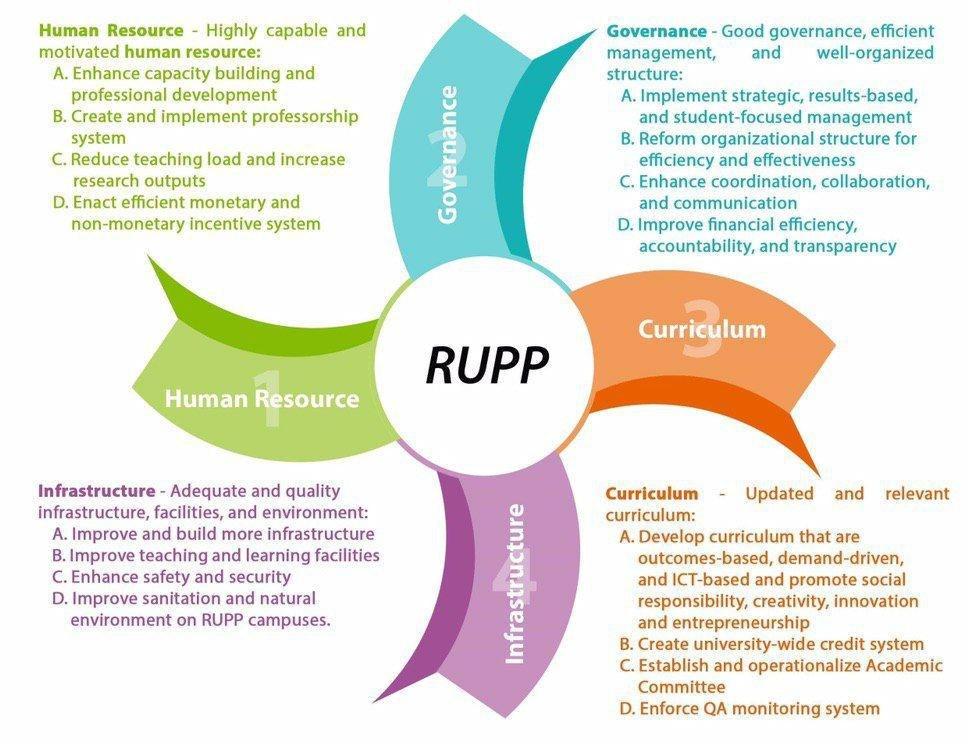 Human Resource - Highly capable and
motivated human resource:
A. Enhance capacity building and
professional development
B. Create and implement professorship
system
C. Reduce teaching load and increase
research outputs
D. Enact efficient monetary and
non-monetary incentive system
Governance - Good governance, efficient
management, and well-organized
structure:
A. Implement strategic, results-based,
and student-focused management
B. Reform organizational structure for
efficiency and effectiveness
C. Enhance coordination, collaboration,
and communication
D. Improve financial efficiency,
accountability, and transparency
2
Governance
3
Curriculum
RUPP
1
Human Resource
4
Infrastructure
Infrastructure - Adequate and quality
infrastructure, facilities, and environment:
A. Improve and build more infrastructure
B. Improve teaching and learning facilities
C. Enhance safety and security
D. Improve sanitation and natural
environment on RUPP campuses.
Curriculum - Updated and relevant
curriculum:
A. Develop curriculum that are
outcomes-based, demand-driven,
and ICT-based and promote social
responsibility, creativity, innovation
and entrepreneurship
B. Create university-wide credit system
C. Establish and operationalize Academic
Committee
D. Enforce QA monitoring system